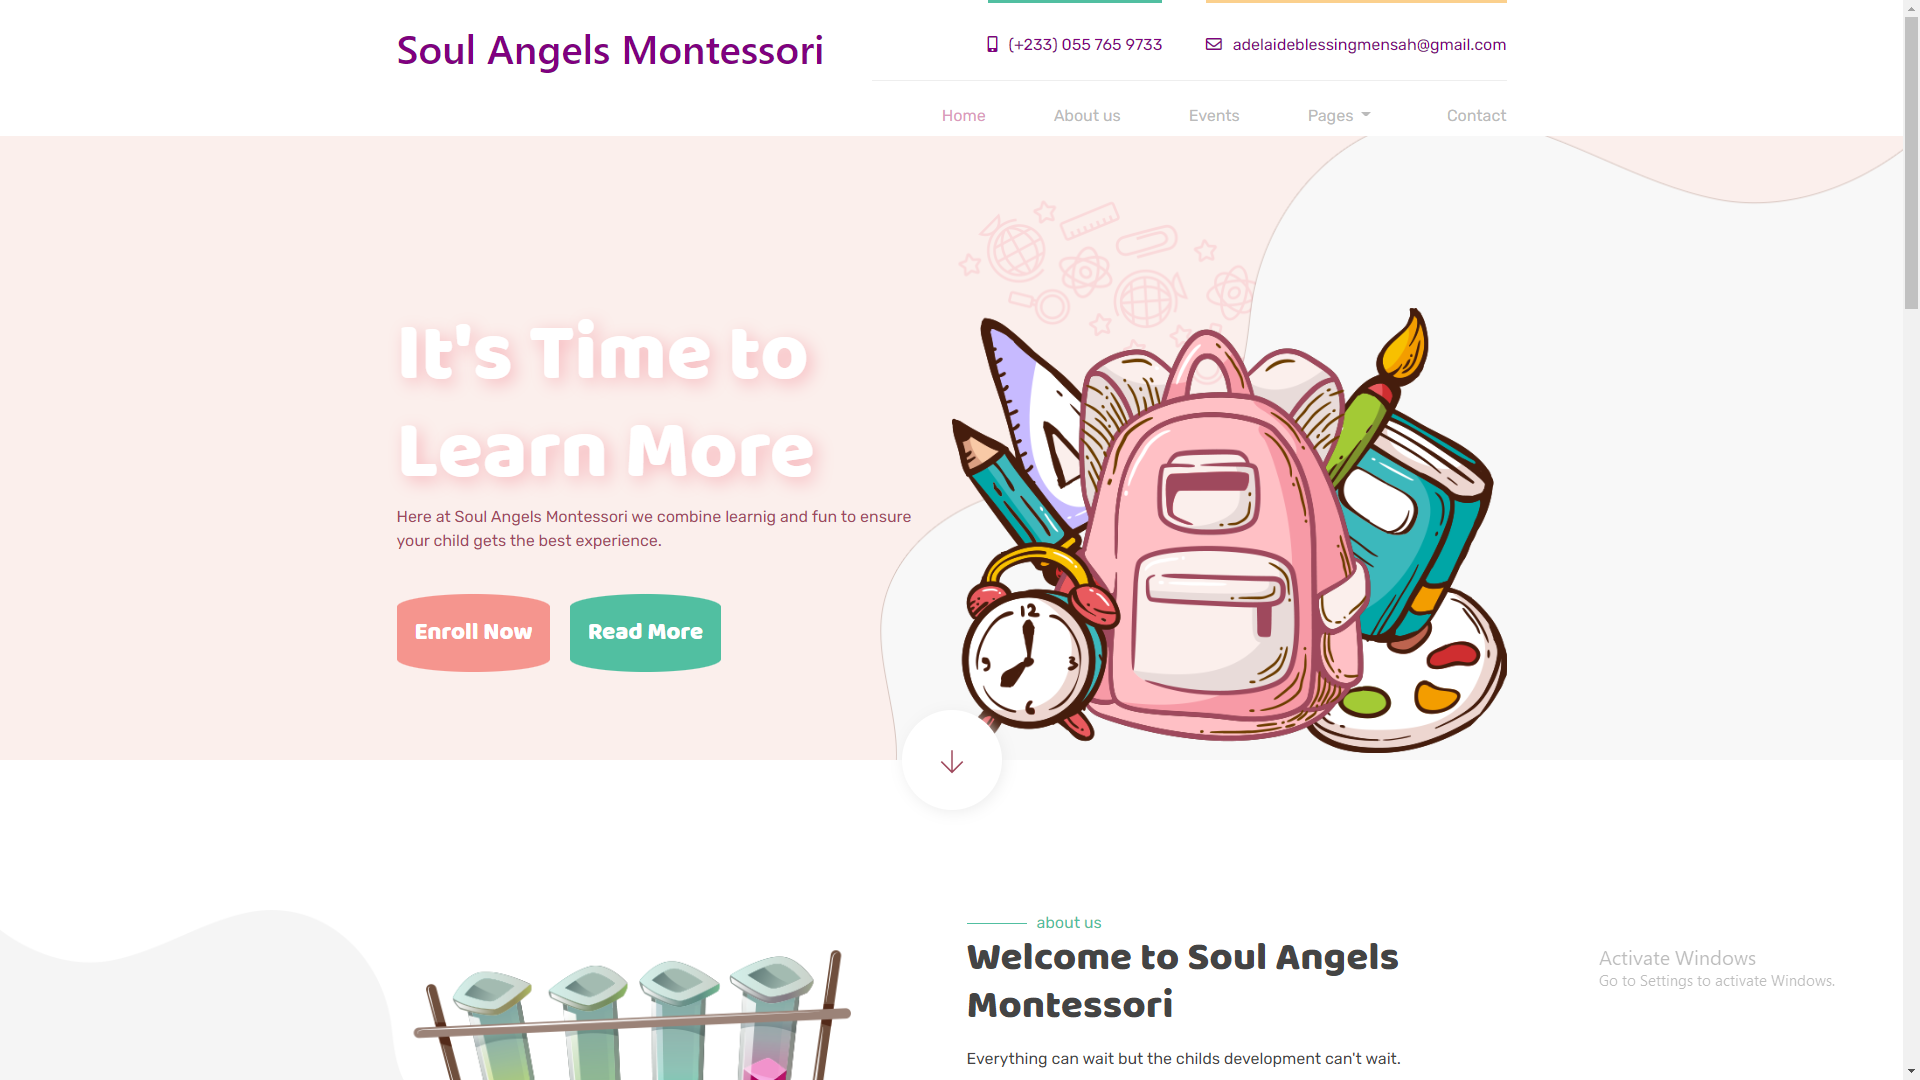 Soul Angels Montessori
(+233) 055 765 9733
adelaideblessingmensah@gmail.com
Home
About us
Events
Pages
Contact
It's Time to
Learn More
Here at Soul Angels Montessori we combine learnig and fun to ensure
your child gets the best experience.
Enroll Now
Read More
12
3
6
9
about us
Welcome to Soul Angels
Montessori
Everything can wait but the childs development can't wait.
Activate Windows
Go to Settings to activate Windows.